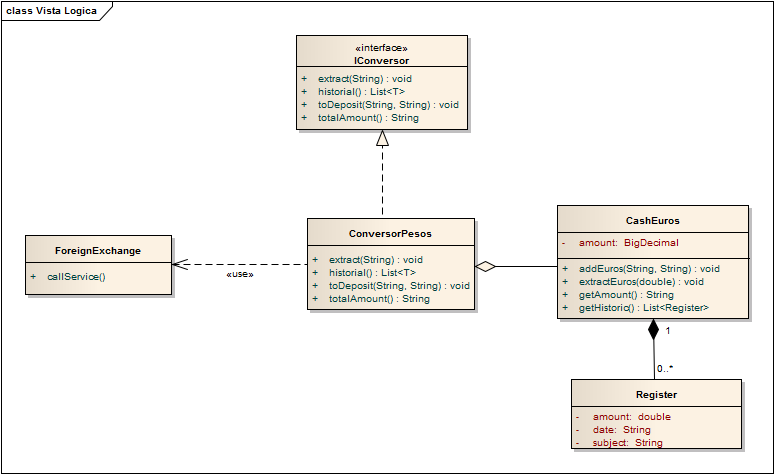 class Vista Logica
«interface»
IConversor
+ extract(String) : void
+ historial() : List<T>
+ toDeposit(String, String) : void
+ totalAmount() : String
ForeignExchange
+ callService()
«use»
ConversorPesos
+ extract(String) : void
+ historial() : List<T>
+ toDeposit(String, String) : void
+ totalAmount() : String
CashEuros
- amount: BigDecimal
+ addEuros(String, String) : void
+ extractEuros(double) : void
+ getAmount() : String
+ getHistoric() : List<Register>
1
0..*
Register
- amount: double
- date: String
- subject: String